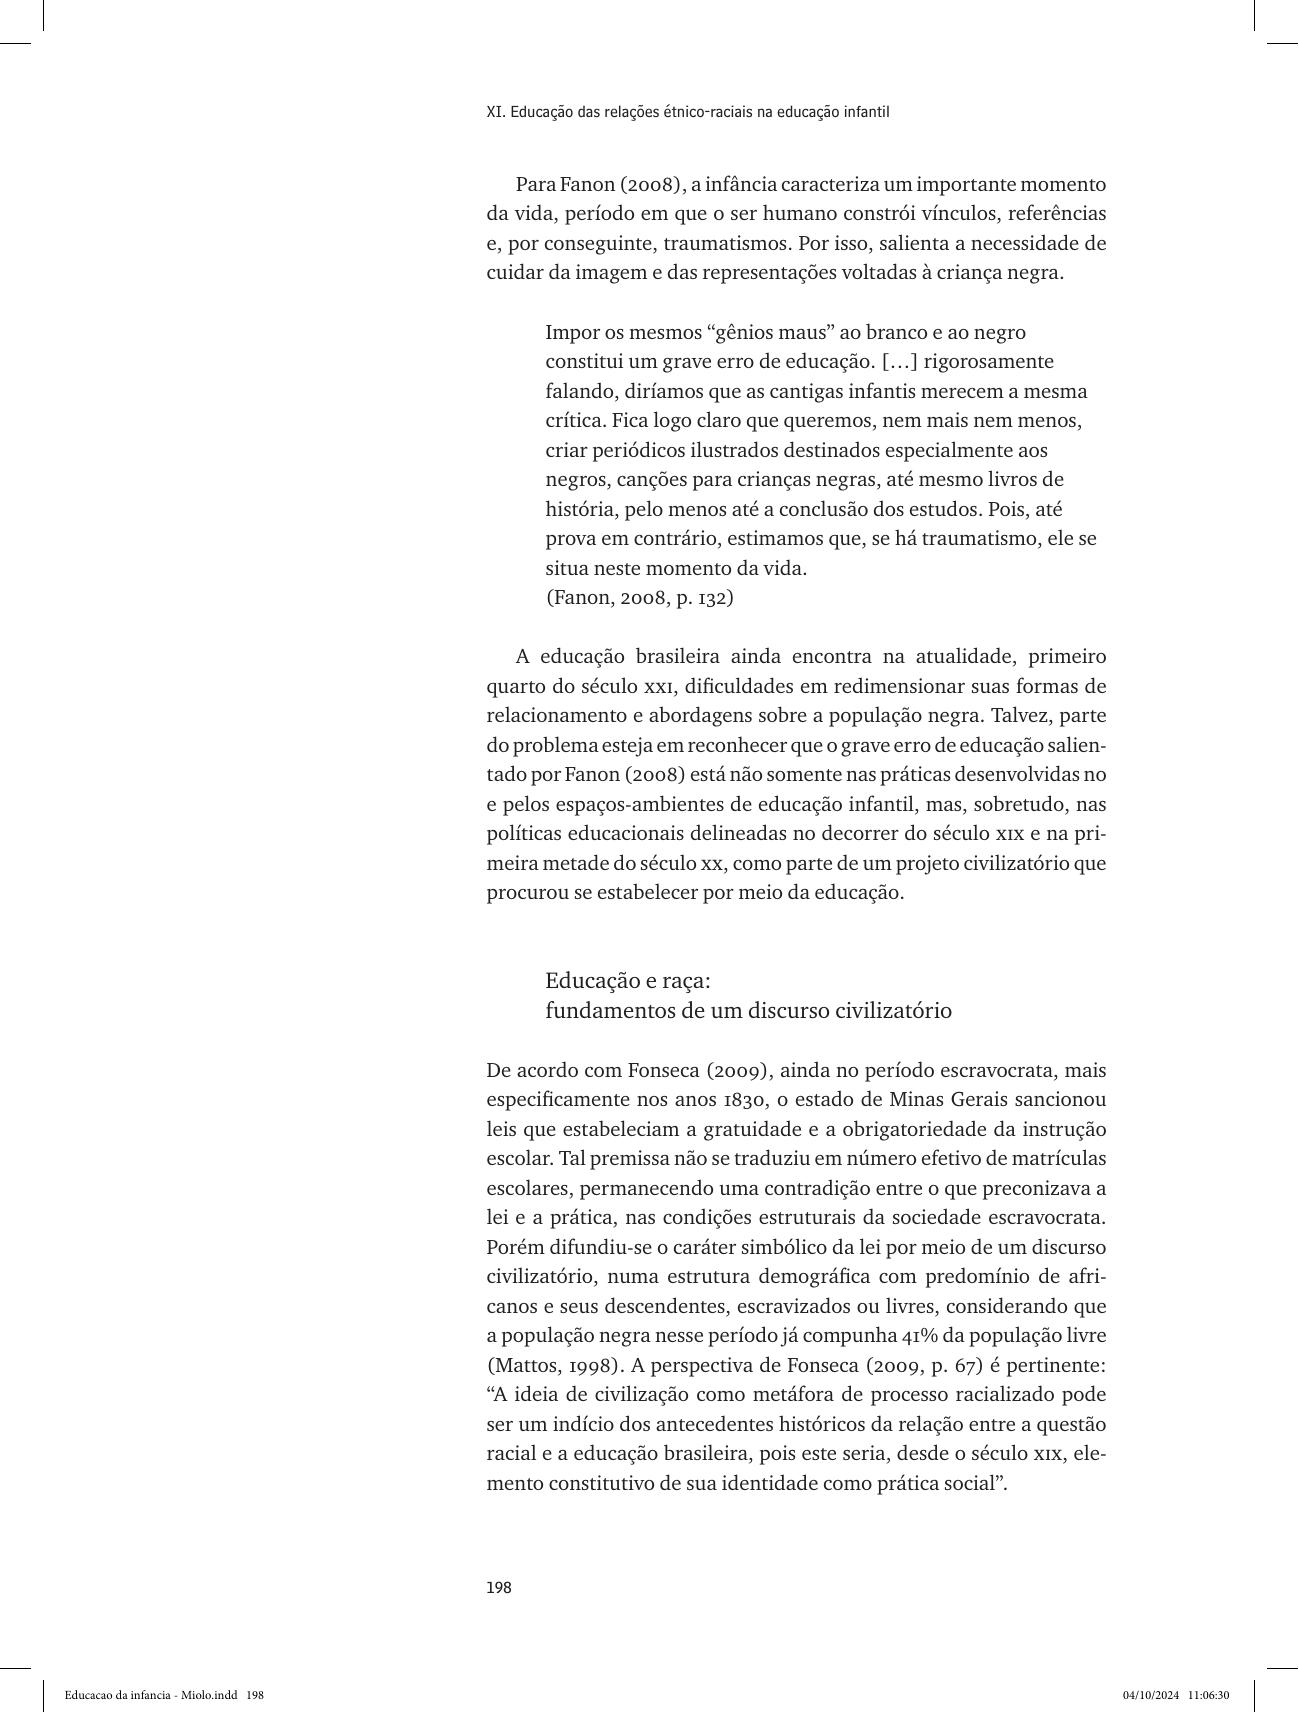 XI. Educação das relações étnico-raciais na educação infantil
Para Fanon (2008), a infância caracteriza um importante momento
da vida, período em que o ser humano constrói vínculos, referências
e, por conseguinte, traumatismos. Por isso, salienta a necessidade de
cuidar da imagem e das representações voltadas à criança negra.
Impor os mesmos “gênios maus” ao branco e ao negro
constitui um grave erro de educação. […] rigorosamente
falando, diríamos que as cantigas infantis merecem a mesma
crítica. Fica logo claro que queremos, nem mais nem menos,
criar periódicos ilustrados destinados especialmente aos
negros, canções para crianças negras, até mesmo livros de
história, pelo menos até a conclusão dos estudos. Pois, até
prova em contrário, estimamos que, se há traumatismo, ele se
situa neste momento da vida.
(Fanon, 2008, p. 132)
A educação brasileira ainda encontra na atualidade, primeiro
quarto do século XXI, dificuldades em redimensionar suas formas de
relacionamento e abordagens sobre a população negra. Talvez, parte
do problema esteja em reconhecer que o grave erro de educação salien-
tado por Fanon (2008) está não somente nas práticas desenvolvidas no
e pelos espaços-ambientes de educação infantil, mas, sobretudo, nas
políticas educacionais delineadas no decorrer do século XIX e na pri-
meira metade do século XX, como parte de um projeto civilizatório que
procurou se estabelecer por meio da educação.
Educação e raça:
fundamentos de um discurso civilizatório
De acordo com Fonseca (2009), ainda no período escravocrata, mais
especificamente nos anos 1830, o estado de Minas Gerais sancionou
leis que estabeleciam a gratuidade e a obrigatoriedade da instrução
escolar. Tal premissa não se traduziu em número efetivo de matrículas
escolares, permanecendo uma contradição entre o que preconizava a
lei e a prática, nas condições estruturais da sociedade escravocrata.
Porém difundiu-se o caráter simbólico da lei por meio de um discurso
civilizatório, numa estrutura demográfica com predomínio de afri-
canos e seus descendentes, escravizados ou livres, considerando que
a população negra nesse período já compunha 41% da população livre
(Mattos, 1998). A perspectiva de Fonseca (2009, p. 67) é pertinente:
“A ideia de civilização como metáfora de processo racializado pode
ser um indício dos antecedentes históricos da relação entre a questão
racial e a educação brasileira, pois este seria, desde o século XIX, ele-
mento constitutivo de sua identidade como prática social”.
198
Educacao da infancia - Miolo.indd 198
04/10/2024 11:06:30